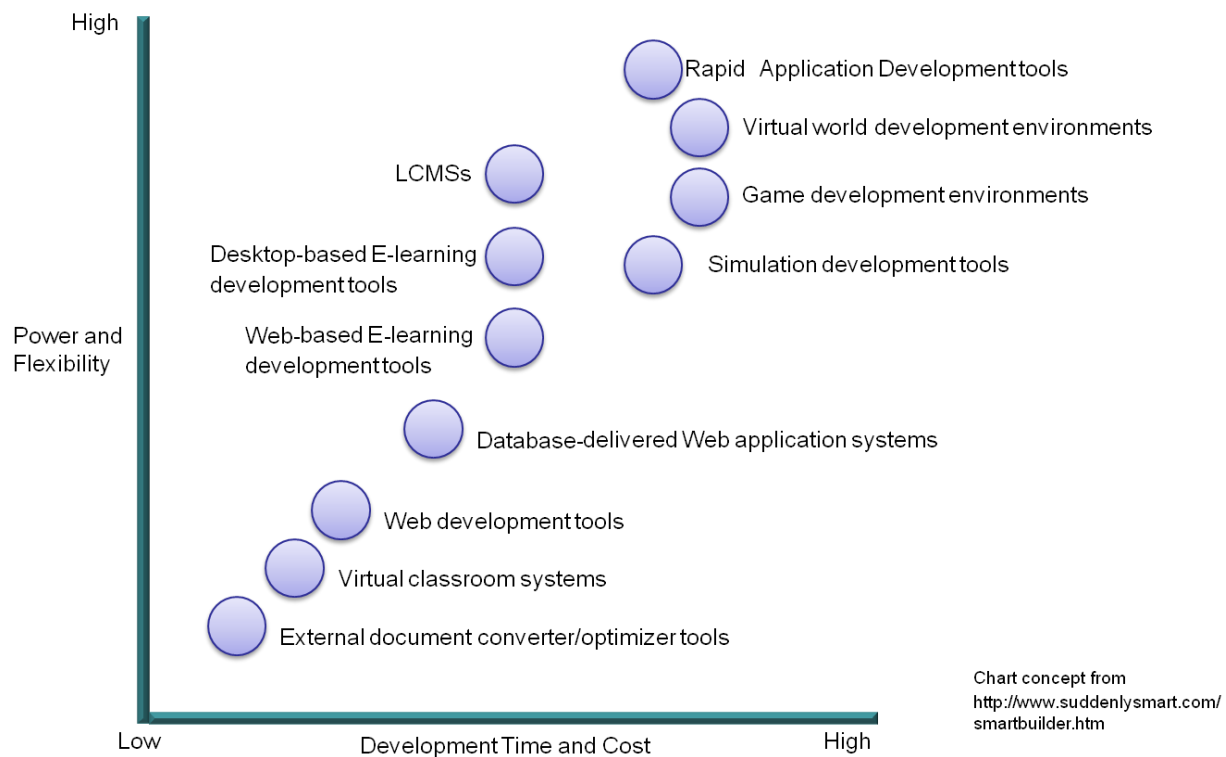 High
Rapid Application Development tools
Virtual world development environments
LCMSs
Game development environments
Desktop-based E-learning
development tools
Simulation development tools
Power and
Flexibility
Web-based E-learning
development tools
Database-delivered Web application systems
Web development tools
Virtual classroom systems
External document converter/optimizer tools
Chart concept from
http://www.suddenlysmart.com/
smartbuilder.htm
Low
Development Time and Cost
High